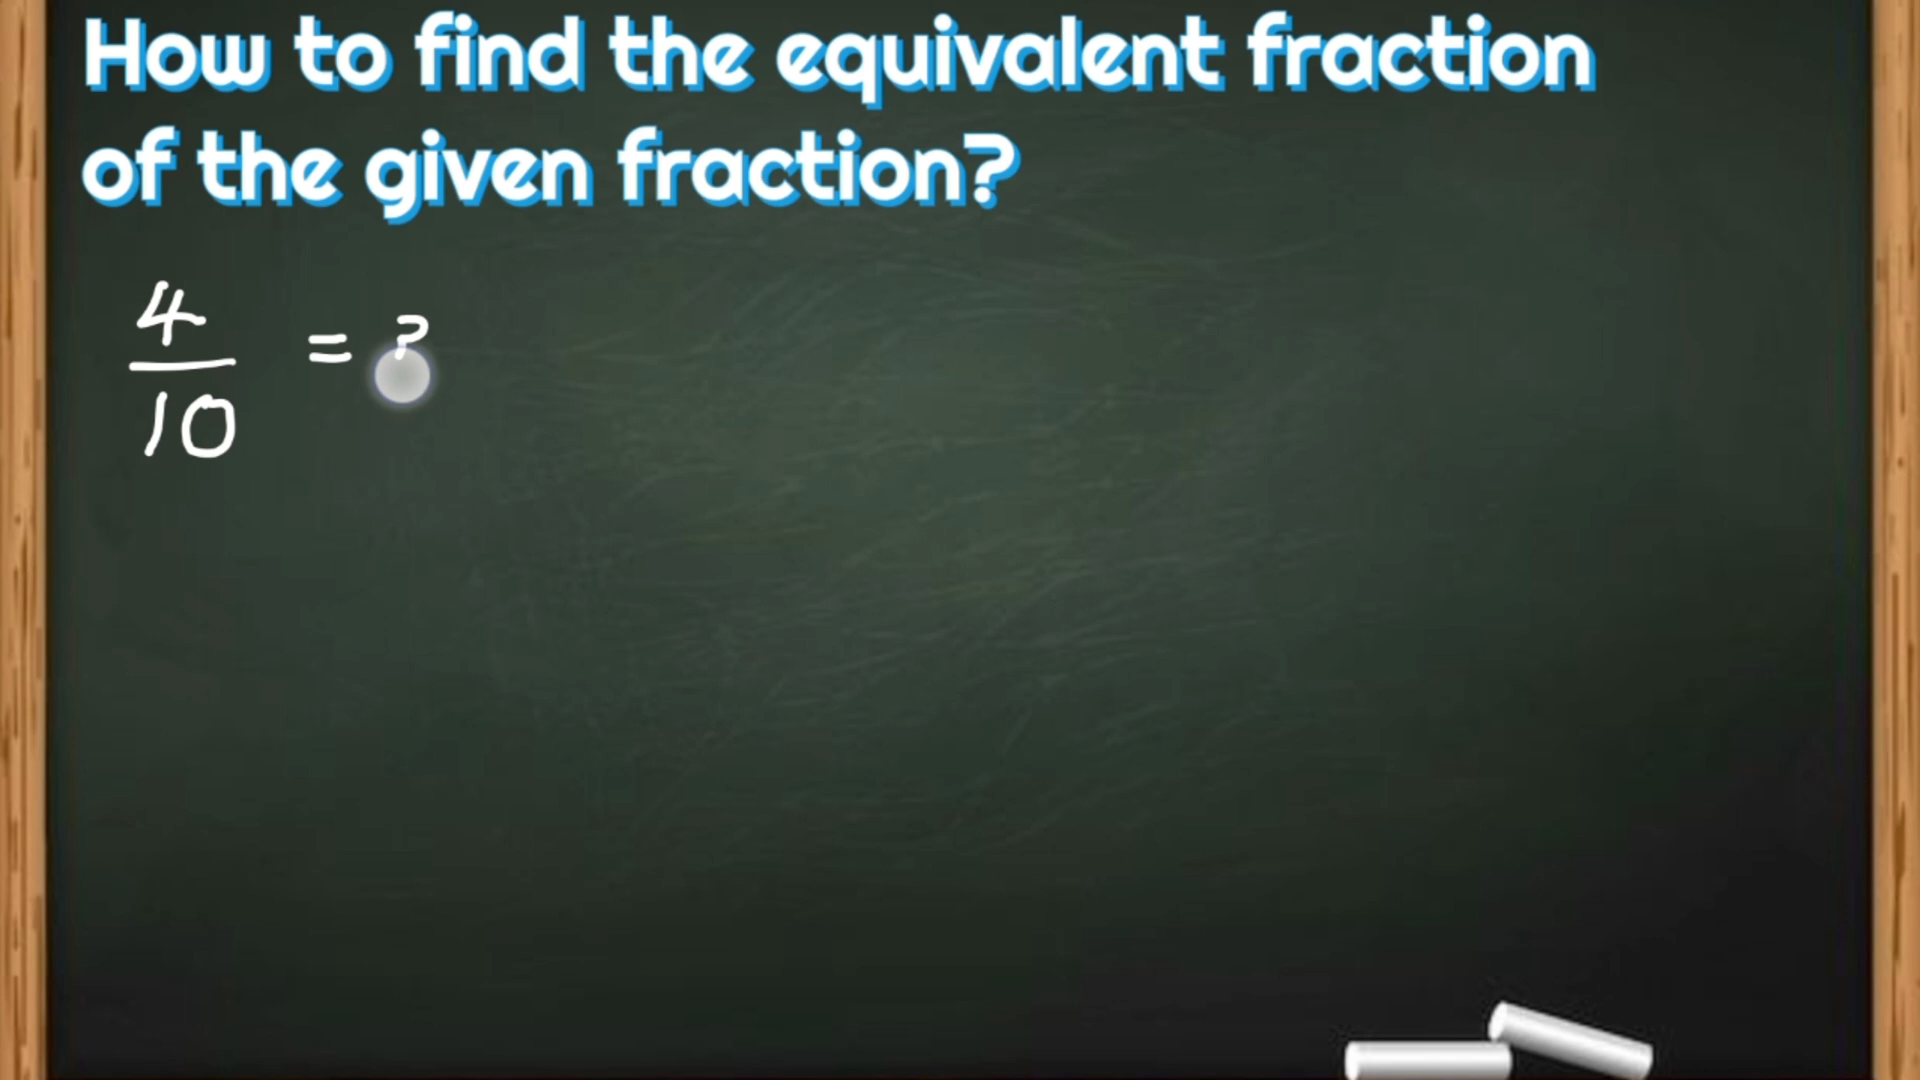 How to find the equivalent fraction
of the given fraction?
4
= ?
10